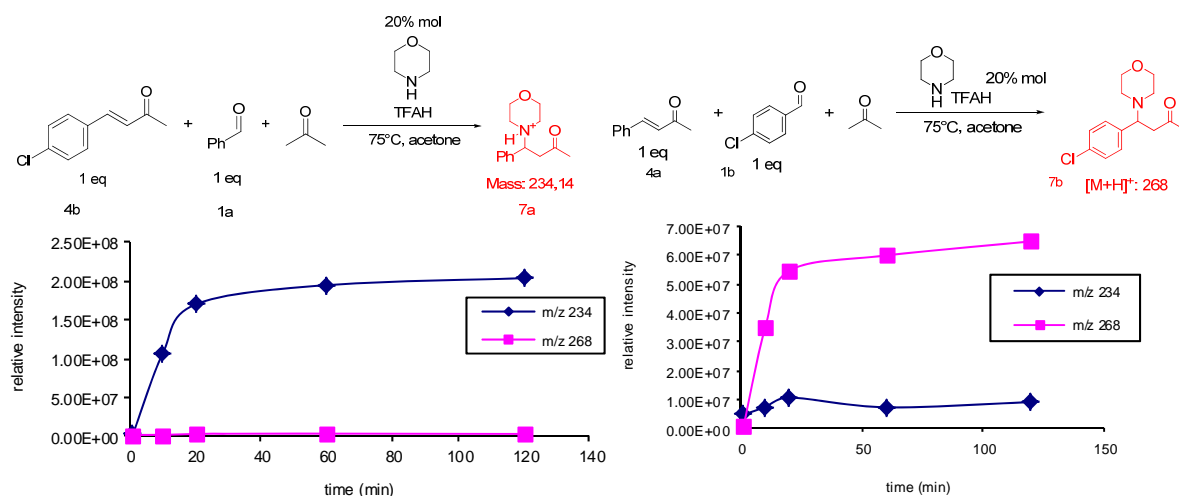 20% mol
O
N
H
TFAH
75°C, acetone
O
Cl
1 eq
4b
+
O
Ph
1 eq
1a
+
O
O
H
N+
O
Ph
Mass: 234,14
7a
O
N
H
20% mol
TFAH
75°C, acetone
O
Ph
1 eq
4a
+
O
Cl
1b
1 eq
+
O
O
N
O
Cl
7b
[M+H]+: 268
relative intensity
2.50E+08
2.00E+08
1.50E+08
1.00E+08
5.00E+07
0.00E+00
m/z 234
m/z 268
0 20 40 60 80 100 120 140
time (min)
relative intensity
7.00E+07
6.00E+07
5.00E+07
4.00E+07
3.00E+07
2.00E+07
1.00E+07
0.00E+00
m/z 234
m/z 268
0 50 100 150
time (min)